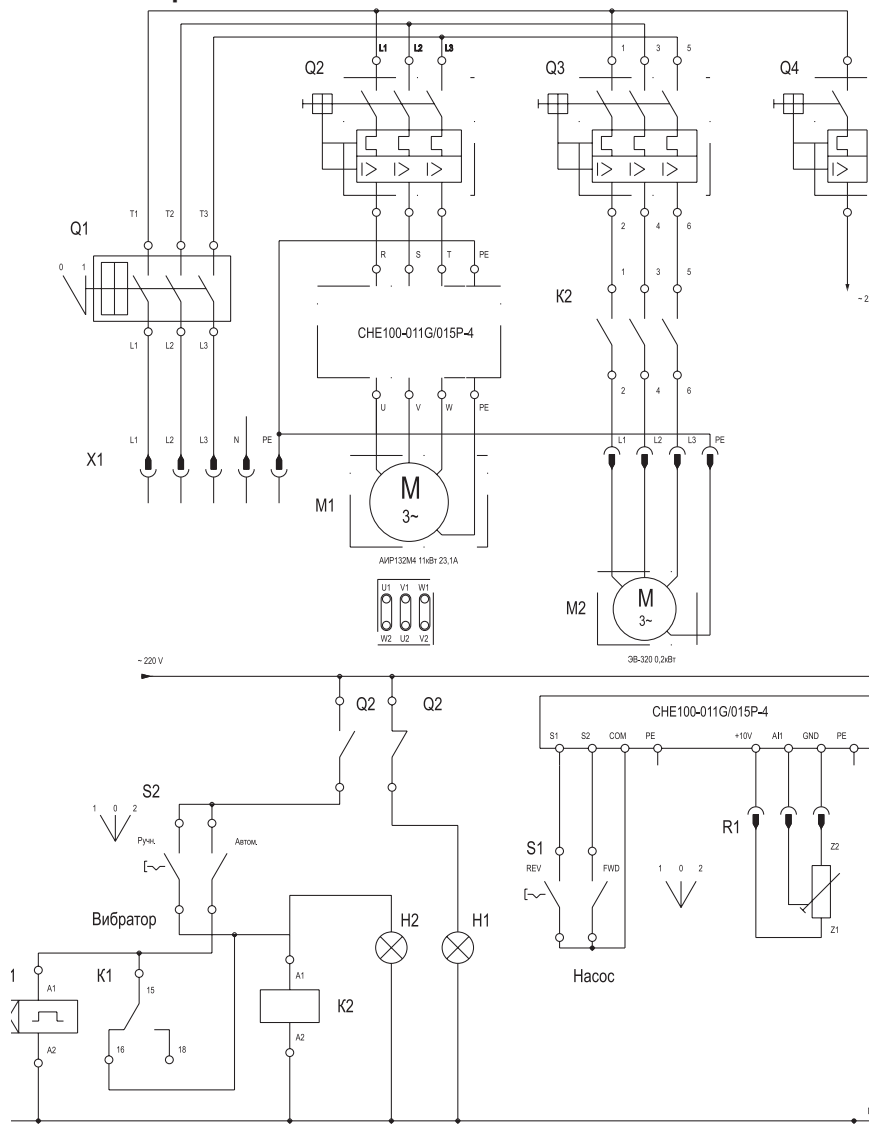 L1 L2 L3 1 3 5
Q2 Q3 Q4
I> I> I> I> I> I>
T1 T2 T3
Q1
2 4 6
0 1
R S T PE
1 3 5
K2
~ 2
CHE100-011G/015P-4
L1 L2 L3
2 4 6
U V W PE
L1 L2 L3 N PE
L1 L2 L3 PE
X1
M
3~
M1
АИР132М4 11кВт 23,1А
U1 V1 W1
W2 U2 V2
M
3~
M2
ЭВ-320 0,2кВт
~ 220 V
Q2 Q2
CHE100-011G/015P-4
S1 S2 COM PE +10V AI1 GND PE
S2
1 0 2
Ручн. Автом.
R1
S1
REV FWD
1 0 2
Z2
Z1
Вибратор
H2 H1
Насос
1
A1
K1
15
A1
K2
A2
16 18
A2